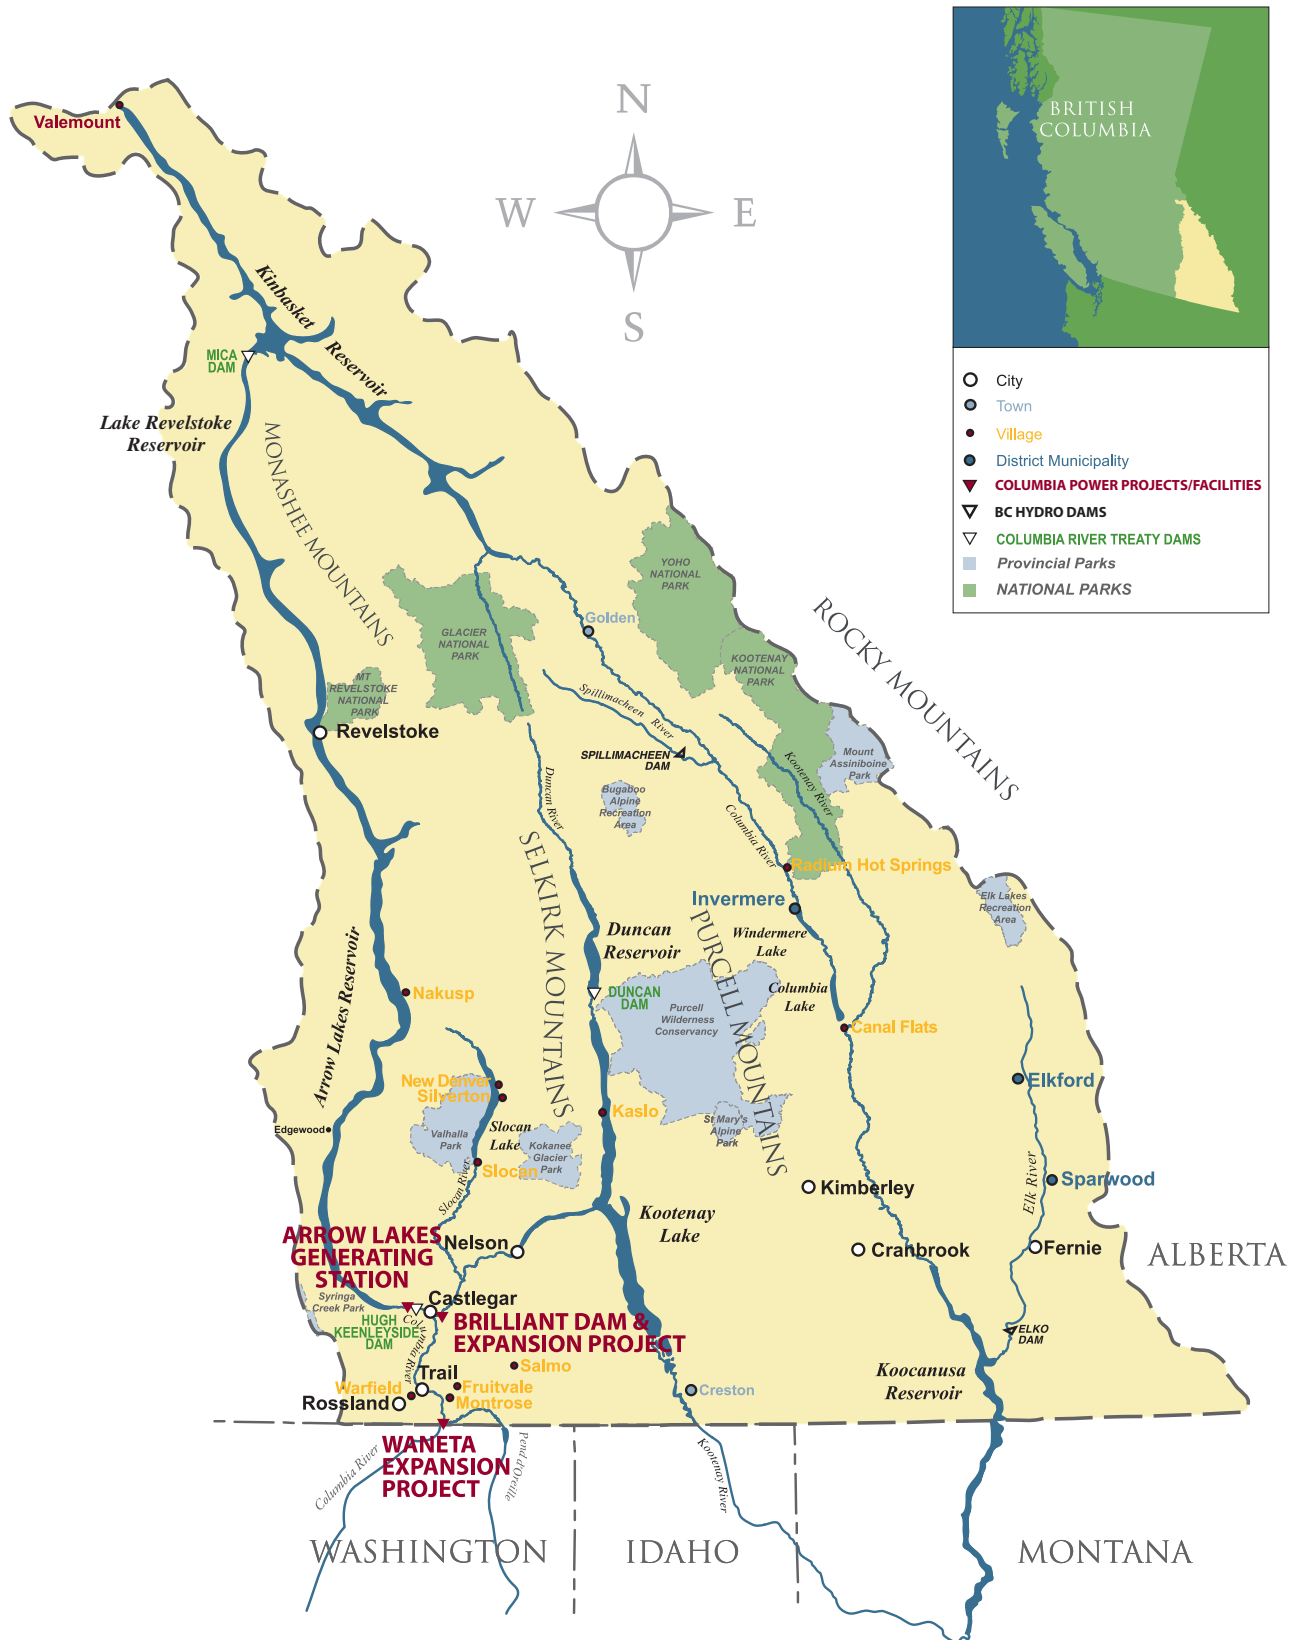 N
W
E
S
BRITISH
COLUMBIA
City
Town
Village
District Municipality
COLUMBIA POWER PROJECTS/FACILITIES
BC HYDRO DAMS
COLUMBIA RIVER TREATY DAMS
Provincial Parks
NATIONAL PARKS
Valemount
Kinbasket
Reservoir
MICA
DAM
Lake Revelstoke
Reservoir
MONASHEE MOUNTAINS
YOHO
NATIONAL
PARK
ROCKY MOUNTAINS
Golden
GLACIER
NATIONAL
PARK
KOOTENAY
NATIONAL
PARK
MT
REVELSTOKE
NATIONAL
PARK
Revelstoke
Spillimacheen River
SPILLIMACHEEN
DAM
Mount
Assiniboine
Park
Kootenay River
Duncan River
Bugaboo
Alpine
Recreation
Area
Columbia River
SELKIRK MOUNTAINS
Radium Hot Springs
Invermere
Elk Lakes
Recreation
Area
PURCELL MOUNTAINS
Windermere
Lake
Duncan
Reservoir
Arrow Lakes Reservoir
Nakusp
DUNCAN
DAM
Columbia
Lake
Purcell
Wilderness
Conservancy
Canal Flats
New Denver
Silverton
Elkford
Kaslo
Edgewood
Valhalla
Park
Slocan
Lake
Kokanee
Glacier
Park
St Mary's
Alpine
Park
Slocan
Slocan River
Elk River
Sparwood
Kimberley
Kootenay
Lake
ARROW LAKES
GENERATING
STATION
Nelson
Cranbrook
Fernie
ALBERTA
Syringa
Creek Park
Castlegar
HUGH
KEENLEYSIDE
DAM
Columbia River
BRILLIANT DAM &
EXPANSION PROJECT
ELKO
DAM
Salmo
Trail
Koocanusa
Reservoir
Warfield
Fruitvale
Montrose
Creston
Rossland
WANETA
EXPANSION
PROJECT
Columbia River
Pend d'Oreille
Kootenay River
WASHINGTON
IDAHO
MONTANA